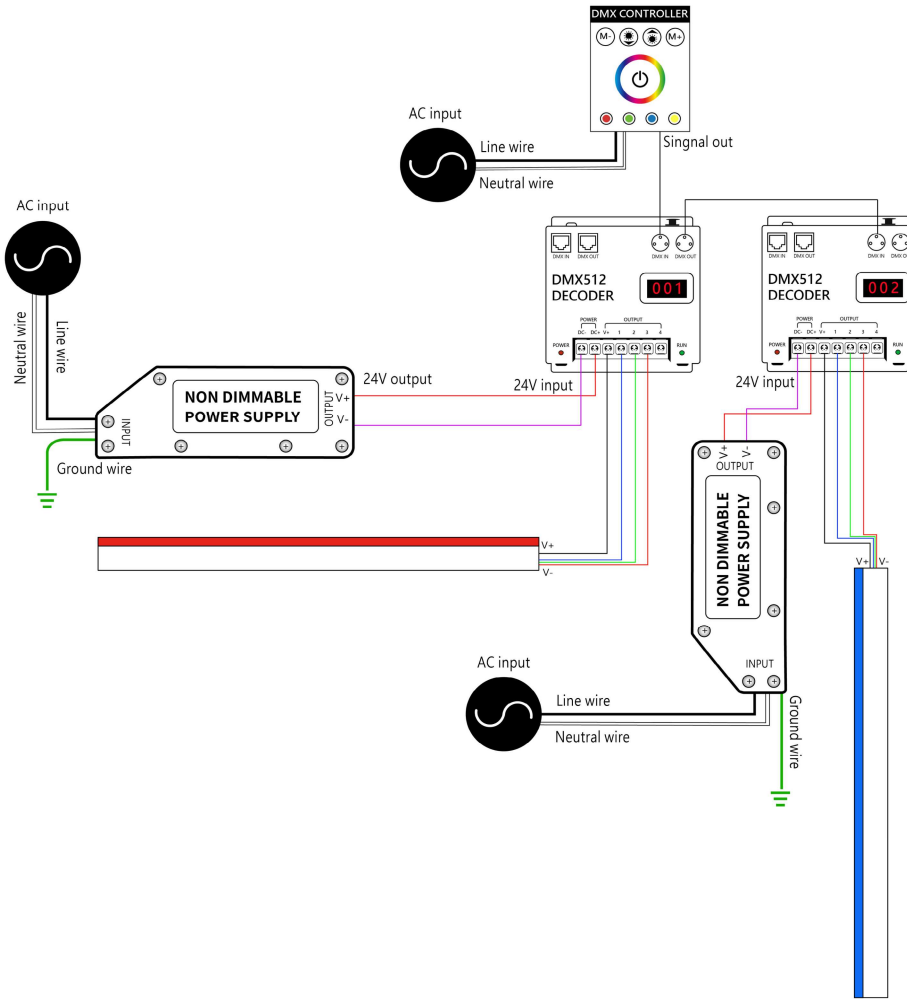 DMX CONTROLLER
M-
M+
AC input
Line wire
Neutral wire
Singnal out
AC input
Neutral wire
Line wire
DMX IN
DMX OUT
DMX IN
DMX OUT
DMX512
DECODER
001
POWER
OUTPUT
DC-
DC+
V+
1
2
3
4
POWER
RUN
24V input
DMX IN
DMX OUT
DMX IN
DMX O
DMX512
DECODER
002
POWER
OUTPUT
DC-
DC+
V+
1
2
3
4
POWER
RUN
24V input
NON DIMMABLE
POWER SUPPLY
INPUT
OUTPUT
V+
V-
24V output
Ground wire
V+
V-
V+
V-
OUTPUT
NON DIMMABLE
POWER SUPPLY
INPUT
V+
V-
AC input
Line wire
Neutral wire
Ground wire